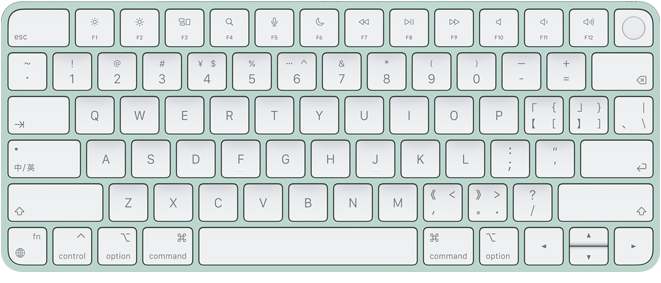 esc F1 F2 F3 F4 F5 F6 F7 F8 F9 F10 F11 F12
~ ! @ # ¥ $ % … ^ & * ( ) — +
· 1 2 3 4 5 6 7 8 9 0 - =
Q W E R T Y U I O P 「 { 」 } |
【 [ 】 ] 、 \
中/英 A S D F G H J K L : ; " '
Z X C V B N M 《 < 》 > ?
, 。 . /
fn control option command command option